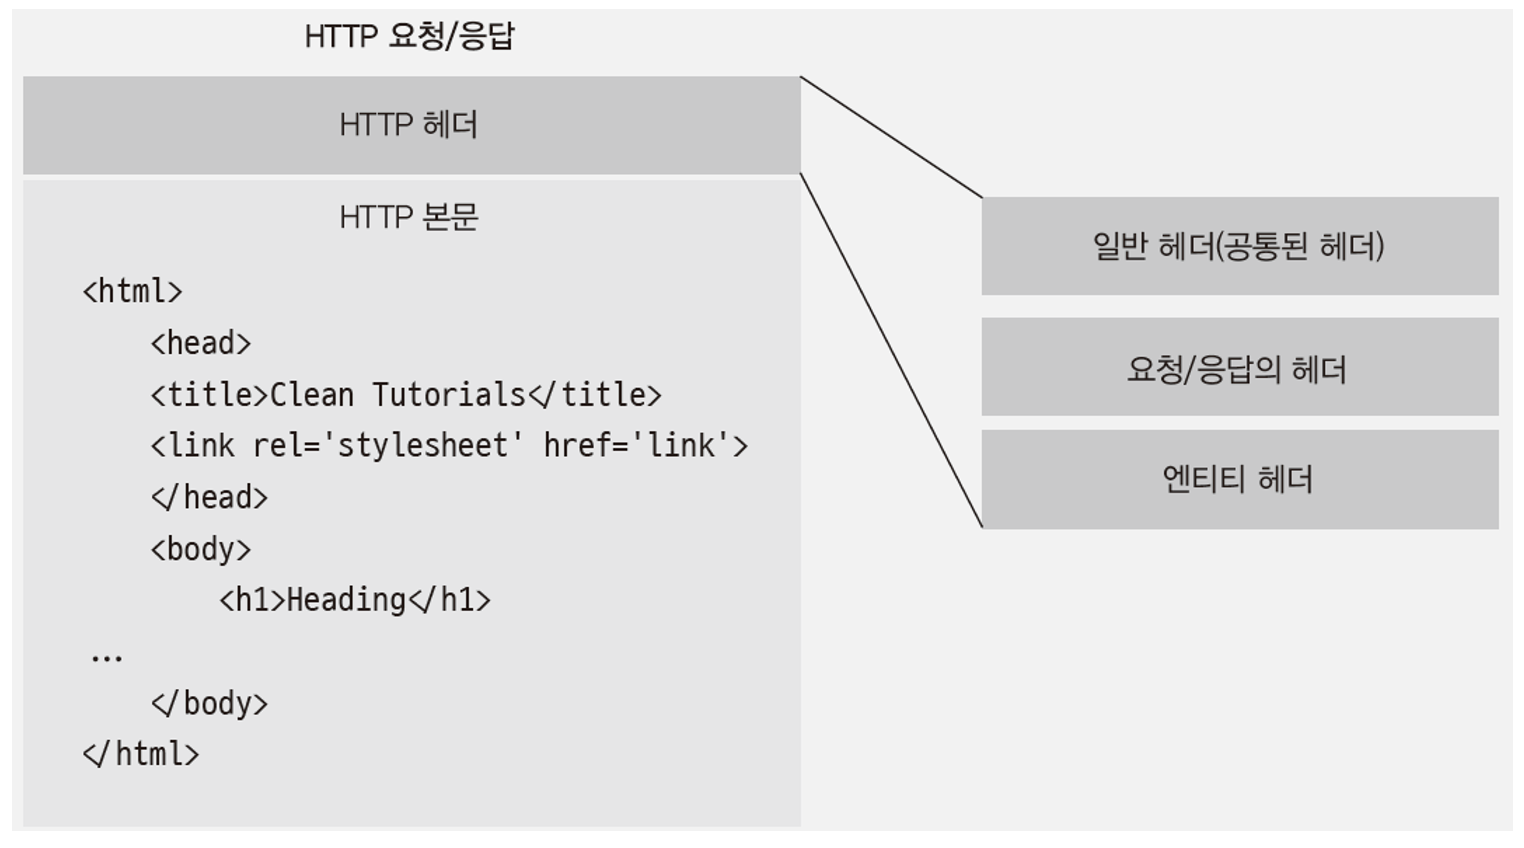 HTTP 요청/응답
HTTP 헤더
HTTP 본문
<html>
<head>
<title>Clean Tutorials</title>
<link rel='stylesheet' href='link'>
</head>
<body>
<h1>Heading</h1>
...
</body>
</html>
일반 헤더(공통된 헤더)
요청/응답의 헤더
엔티티 헤더